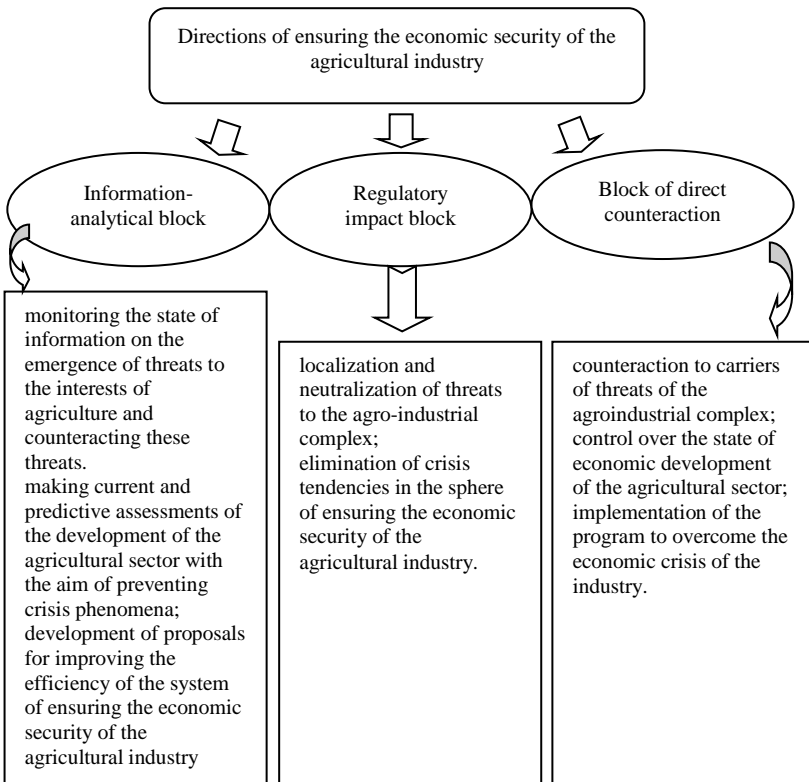 Directions of ensuring the economic security of the
agricultural industry
Information-
analytical block
Regulatory
impact block
Block of direct
counteraction
monitoring the state of
information on the
emergence of threats to
the interests of
agriculture and
counteracting these
threats.
making current and
predictive assessments of
the development of the
agricultural sector with
the aim of preventing
crisis phenomena;
development of proposals
for improving the
efficiency of the system
of ensuring the economic
security of the
agricultural industry
localization and
neutralization of threats
to the agro-industrial
complex;
elimination of crisis
tendencies in the sphere
of ensuring the economic
security of the
agricultural industry.
counteraction to carriers
of threats of the
agroindustrial complex;
control over the state of
economic development
of the agricultural sector;
implementation of the
program to overcome the
economic crisis of the
industry.